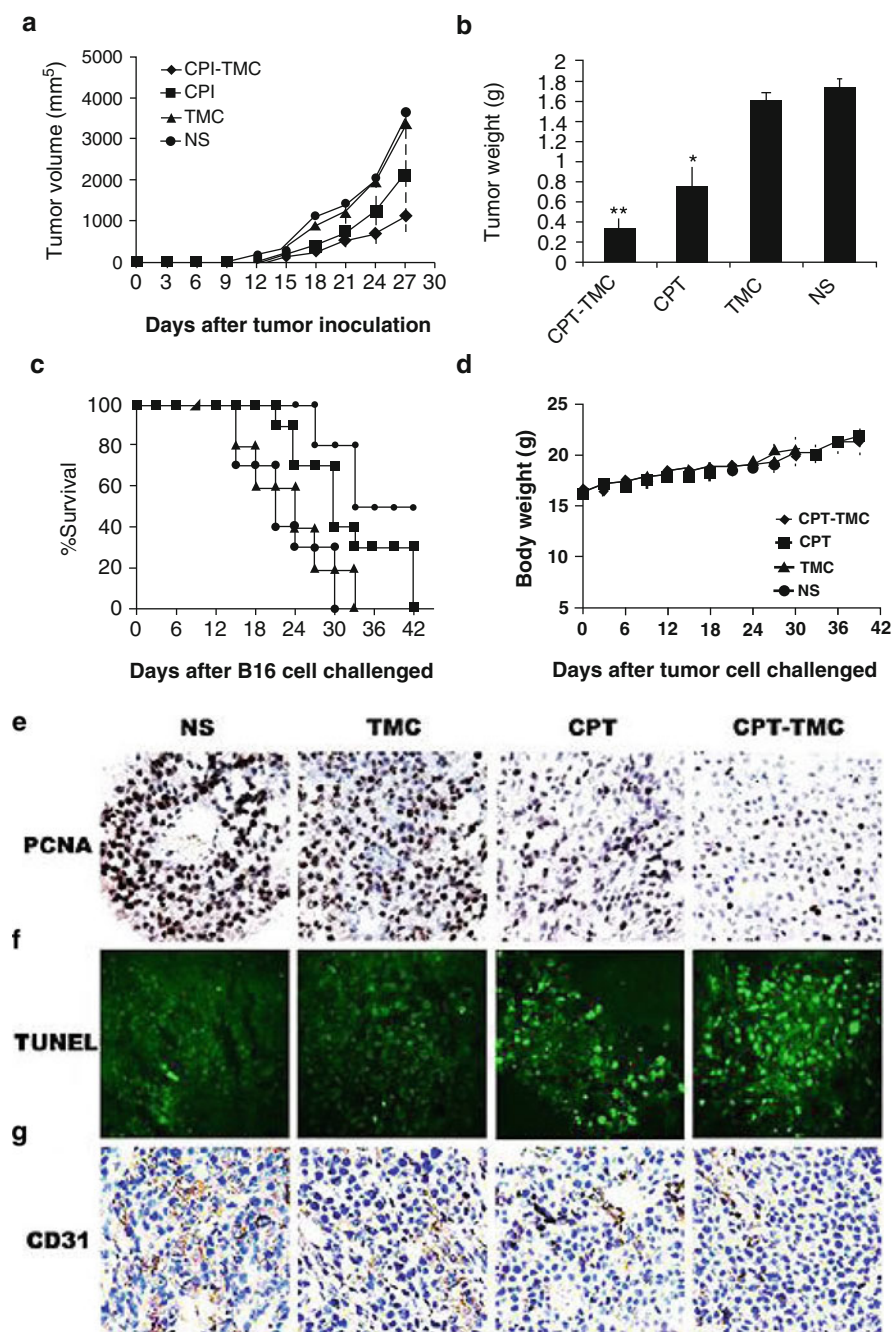 a
5000
4000
3000
2000
1000
0
Tumor volume (mm5)
CPI-TMC
CPI
TMC
NS
0 3 6 9 12 15 18 21 24 27 30
Days after tumor inoculation
b
2
1.8
1.6
1.4
1.2
1
0.8
0.6
0.4
0.2
0
Tumor weight (g)
**
*
CPT-TMC
CPT
TMC
NS
c
100
80
60
40
20
0
%Survival
0 6 12 18 24 30 36 42
Days after B16 cell challenged
d
25
20
15
10
5
Body weight (g)
CPT-TMC
CPT
TMC
NS
0 6 12 18 24 30 36 42
Days after tumor cell challenged
e
NS TMC CPT CPT-TMC
PCNA
f
TUNEL
g
CD31